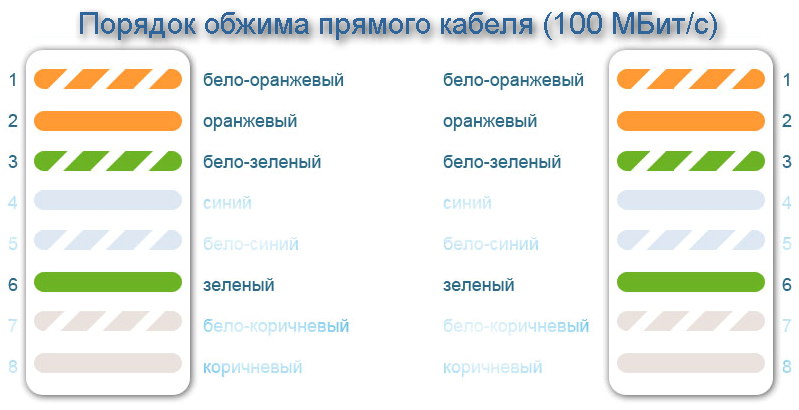 Порядок обжима прямого кабеля (100 МБит/с)
1 бело-оранжевый бело-оранжевый 1
2 оранжевый оранжевый 2
3 бело-зеленый бело-зеленый 3
4 синий синий 4
5 бело-синий бело-синий 5
6 зеленый зеленый 6
7 бело-коричневый бело-коричневый 7
8 коричневый коричневый 8